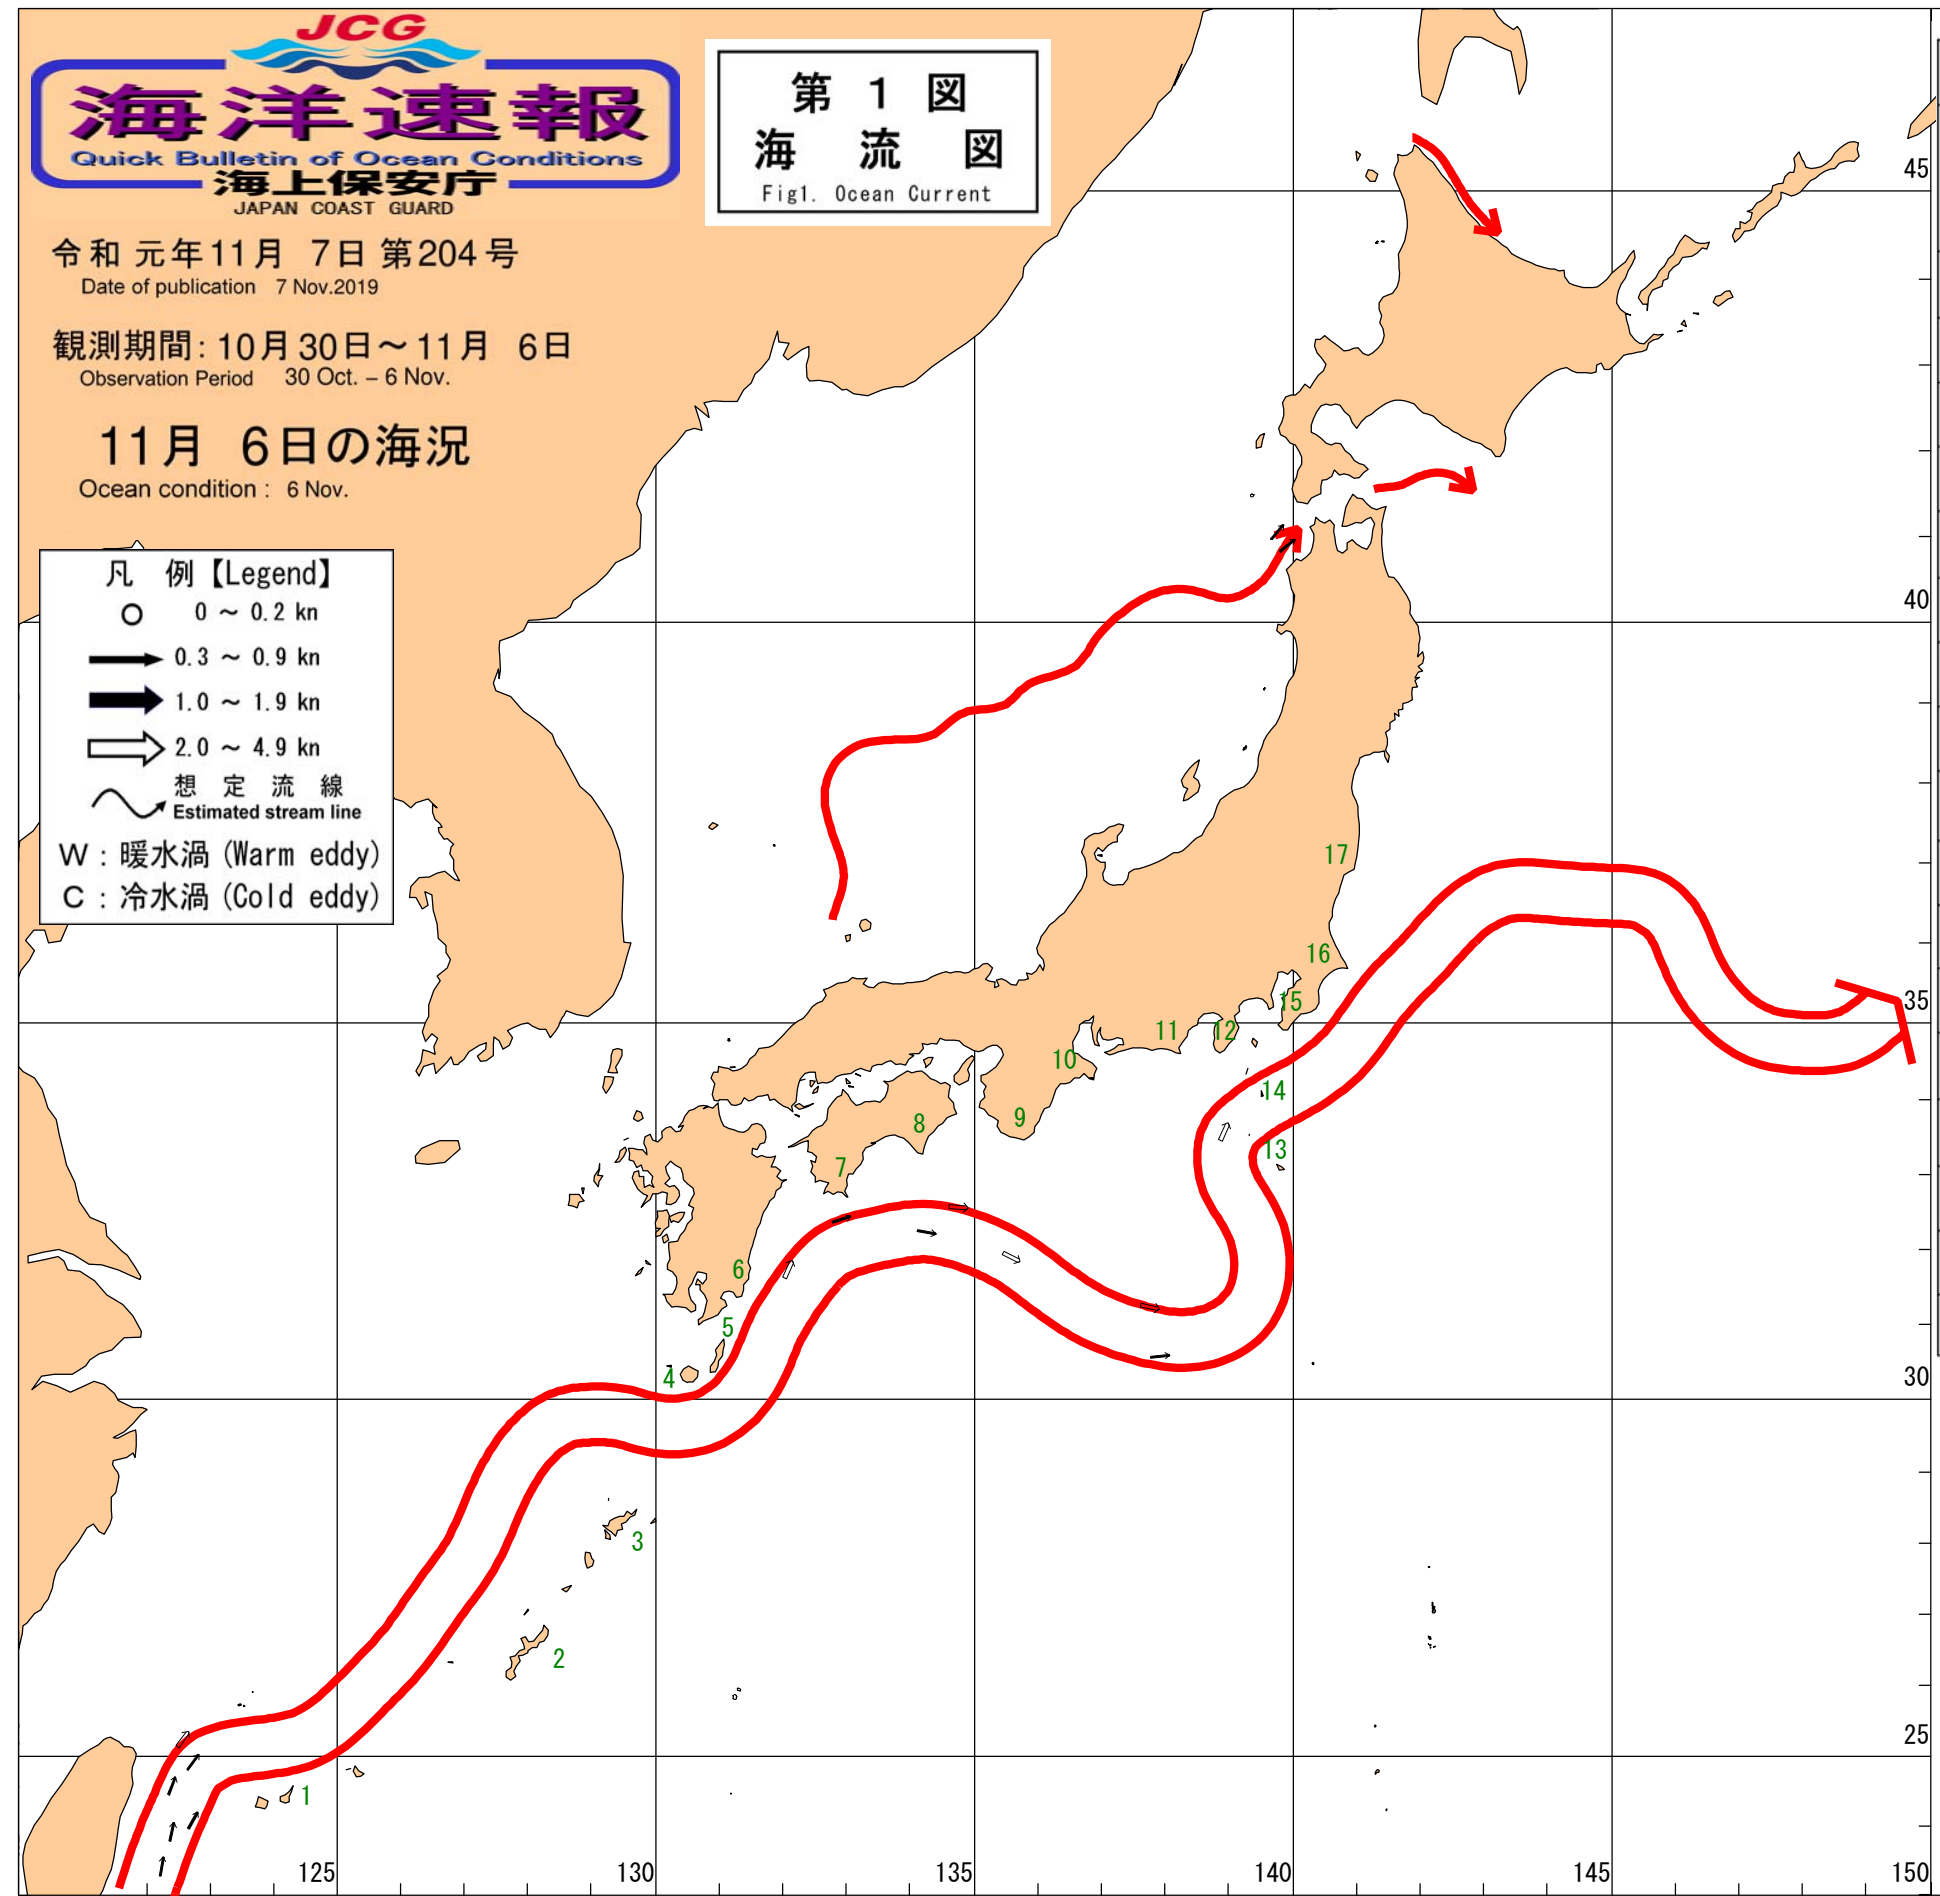 JCG
海洋速報
Quick Bulletin of Ocean Conditions
海上保安庁
JAPAN COAST GUARD
第 1 図
海 流 図
Fig1. Ocean Current
令和 元年11月 7日 第204号
Date of publication 7 Nov.2019
観測期間：10月30日～11月 6日
Observation Period 30 Oct. – 6 Nov.
11月 6日の海況
Ocean condition : 6 Nov.
凡 例【Legend】
0 ～ 0.2 kn
0.3 ～ 0.9 kn
1.0 ～ 1.9 kn
2.0 ～ 4.9 kn
想 定 流 線
Estimated stream line
W : 暖水渦 (Warm eddy)
C : 冷水渦 (Cold eddy)
45
40
17
16
35
15
12
11
10
14
9
8
13
7
6
5
4
30
3
2
25
1
125
130
135
140
145
150